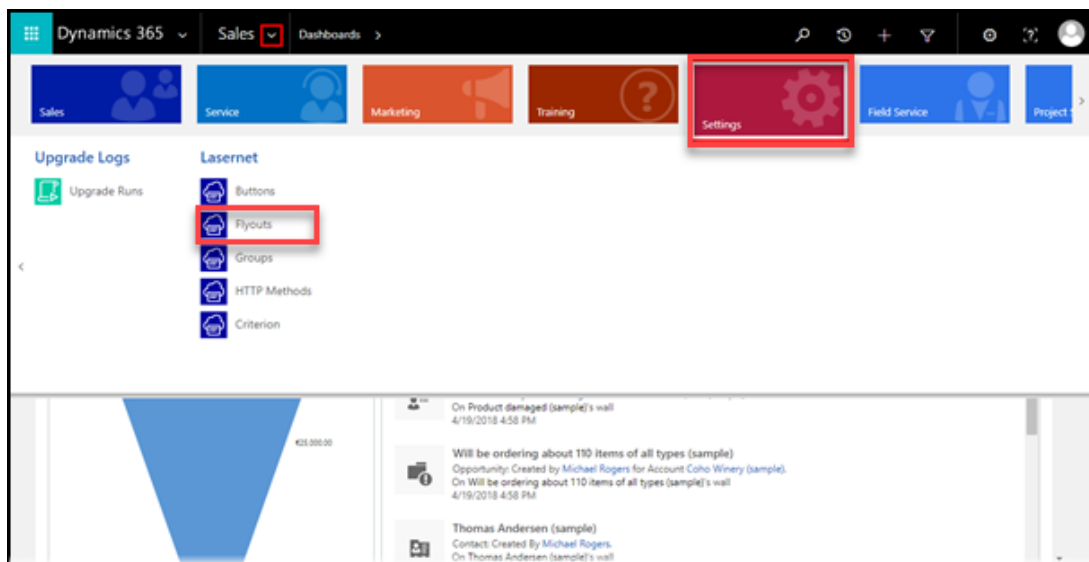 Dynamics 365 Sales Dashboards
Sales
Service
Marketing
Training
Settings
Field Service
Project
Upgrade Logs
Upgrade Runs
Lasernet
Buttons
Flyouts
Groups
HTTP Methods
Criterion
€25.000.00
On Product damaged (sample)'s wall
4/19/2018 4:58 PM
Will be ordering about 110 items of all types (sample)
Opportunity: Created by Michael Rogers for Account Coho Winery (sample).
On Will be ordering about 110 items of all types (sample)'s wall
4/19/2018 4:58 PM
Thomas Andersen (sample)
Contact: Created By Michael Rogers.
On Thomas Andersen (sample)'s wall